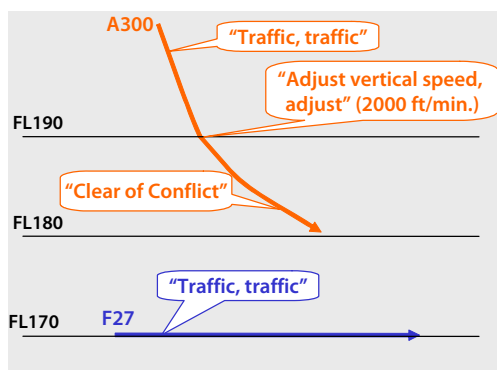 A300
“Traffic, traffic”
“Adjust vertical speed,
adjust” (2000 ft/min.)
FL190
“Clear of Conflict”
FL180
“Traffic, traffic”
FL170
F27